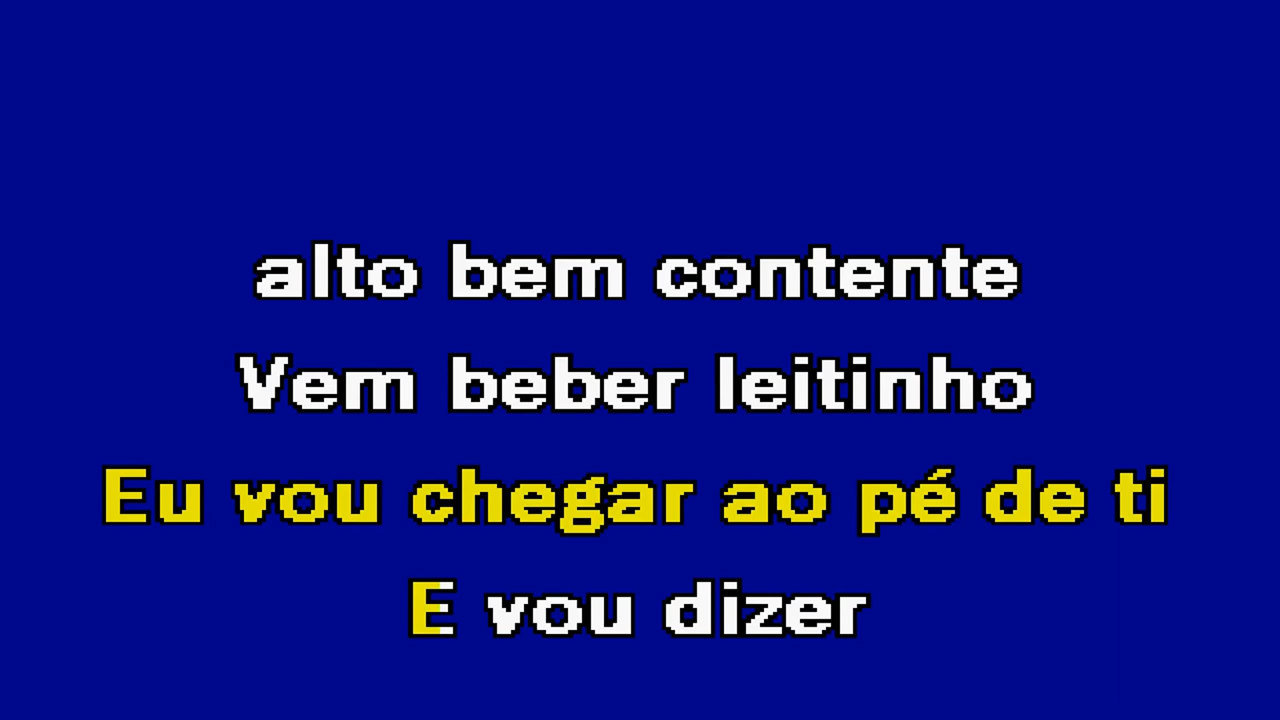 alto bem contente
Vem beber leitinho
Eu vou chegar ao pé de ti
E vou dizer